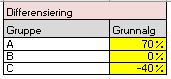 Differensiering
Gruppe Grunnalg
A 70%
B 0%
C -40%